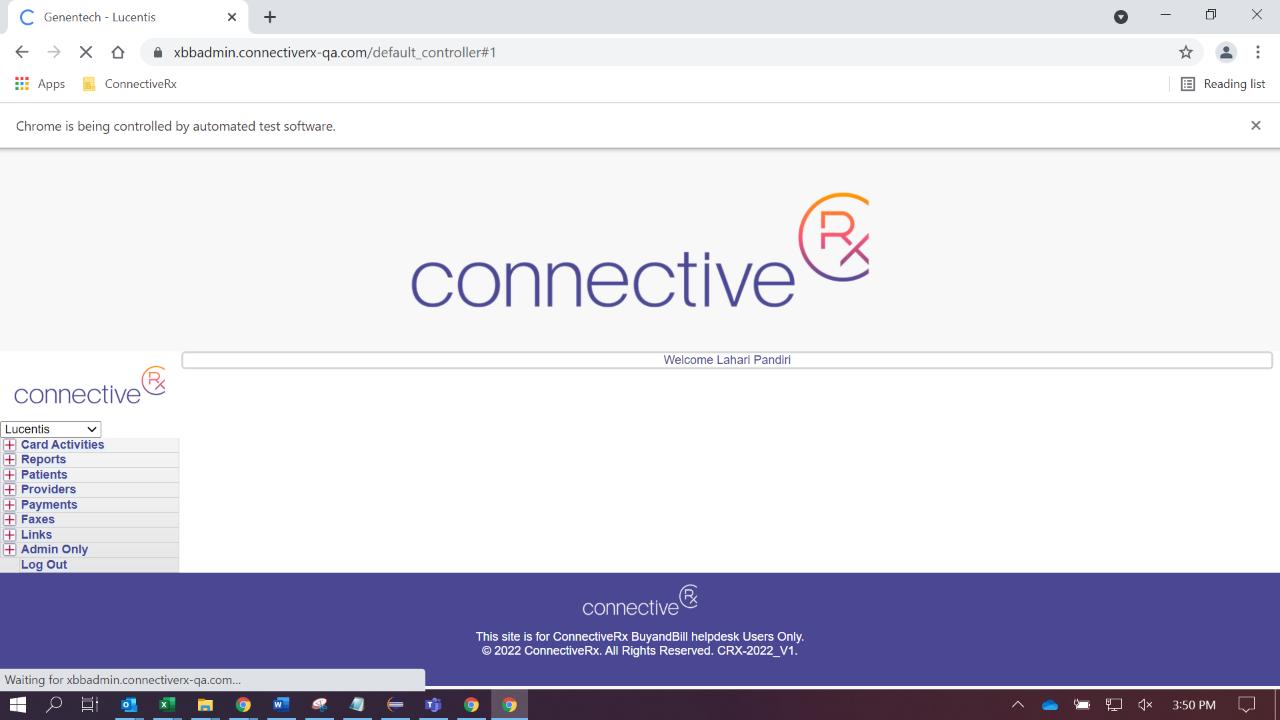 Genentech - Lucentis
xbbadmin.connectiverx-qa.com/default_controller#1
Apps
ConnectiveRx
Reading list
Chrome is being controlled by automated test software.
connective Rx
Welcome Lahari Pandiri
connective Rx
Lucentis
Card Activities
Reports
Patients
Providers
Payments
Faxes
Links
Admin Only
Log Out
connective Rx
This site is for ConnectiveRx BuyandBill helpdesk Users Only.
© 2022 ConnectiveRx. All Rights Reserved. CRX-2022_V1.
Waiting for xbbadmin.connectiverx-qa.com...
3:50 PM